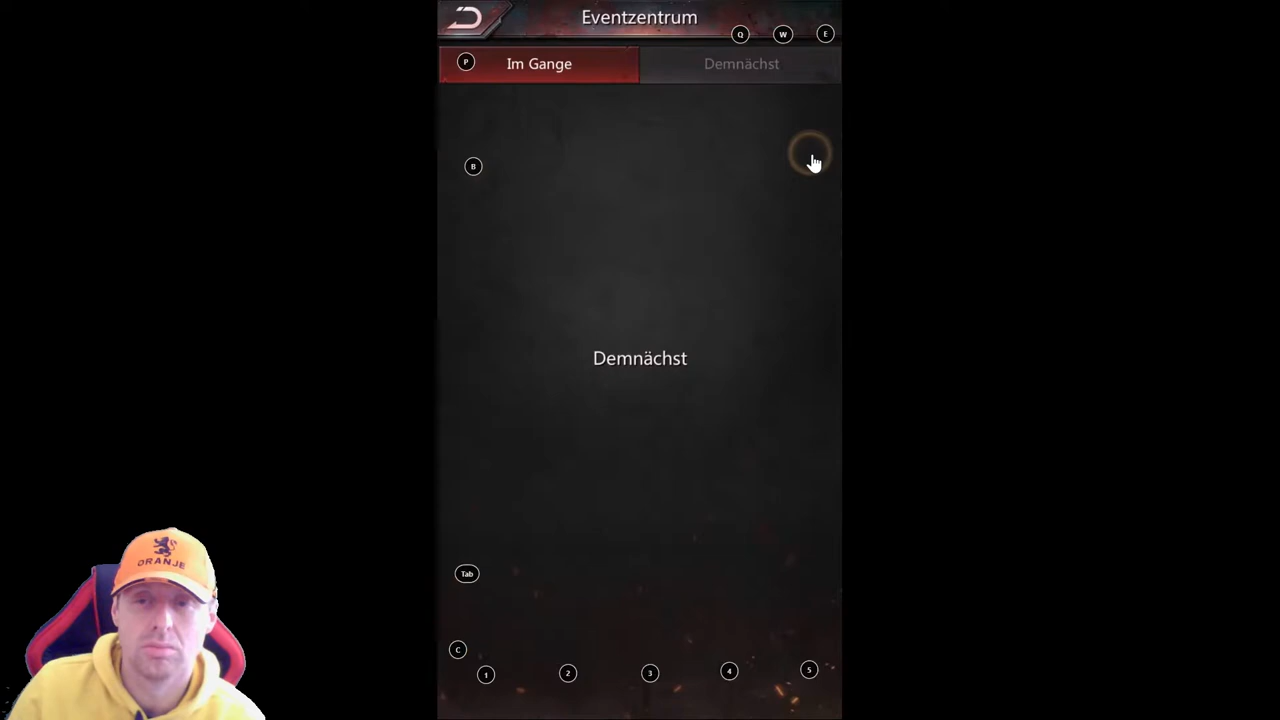 Eventzentrum
Q W E
P Im Gange Demnächst
B
Demnächst
Tab
C
1 2 3 4 5
ORANJE